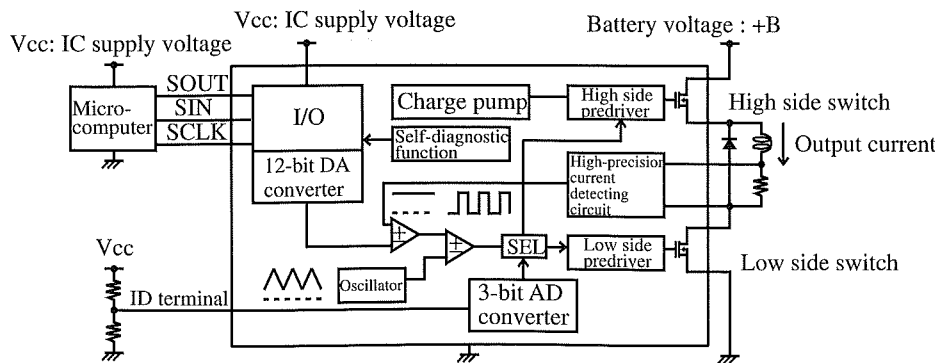 Vcc: IC supply voltage
Battery voltage : +B
Vcc: IC supply voltage
SOUT
SIN
SCLK
Micro-
computer
I/O
12-bit DA
converter
Charge pump
High side
predriver
Self-diagnostic
function
High-precision
current
detecting
circuit
High side switch
Output current
SEL
Low side
predriver
Low side switch
Oscillator
3-bit AD
converter
Vcc
ID terminal